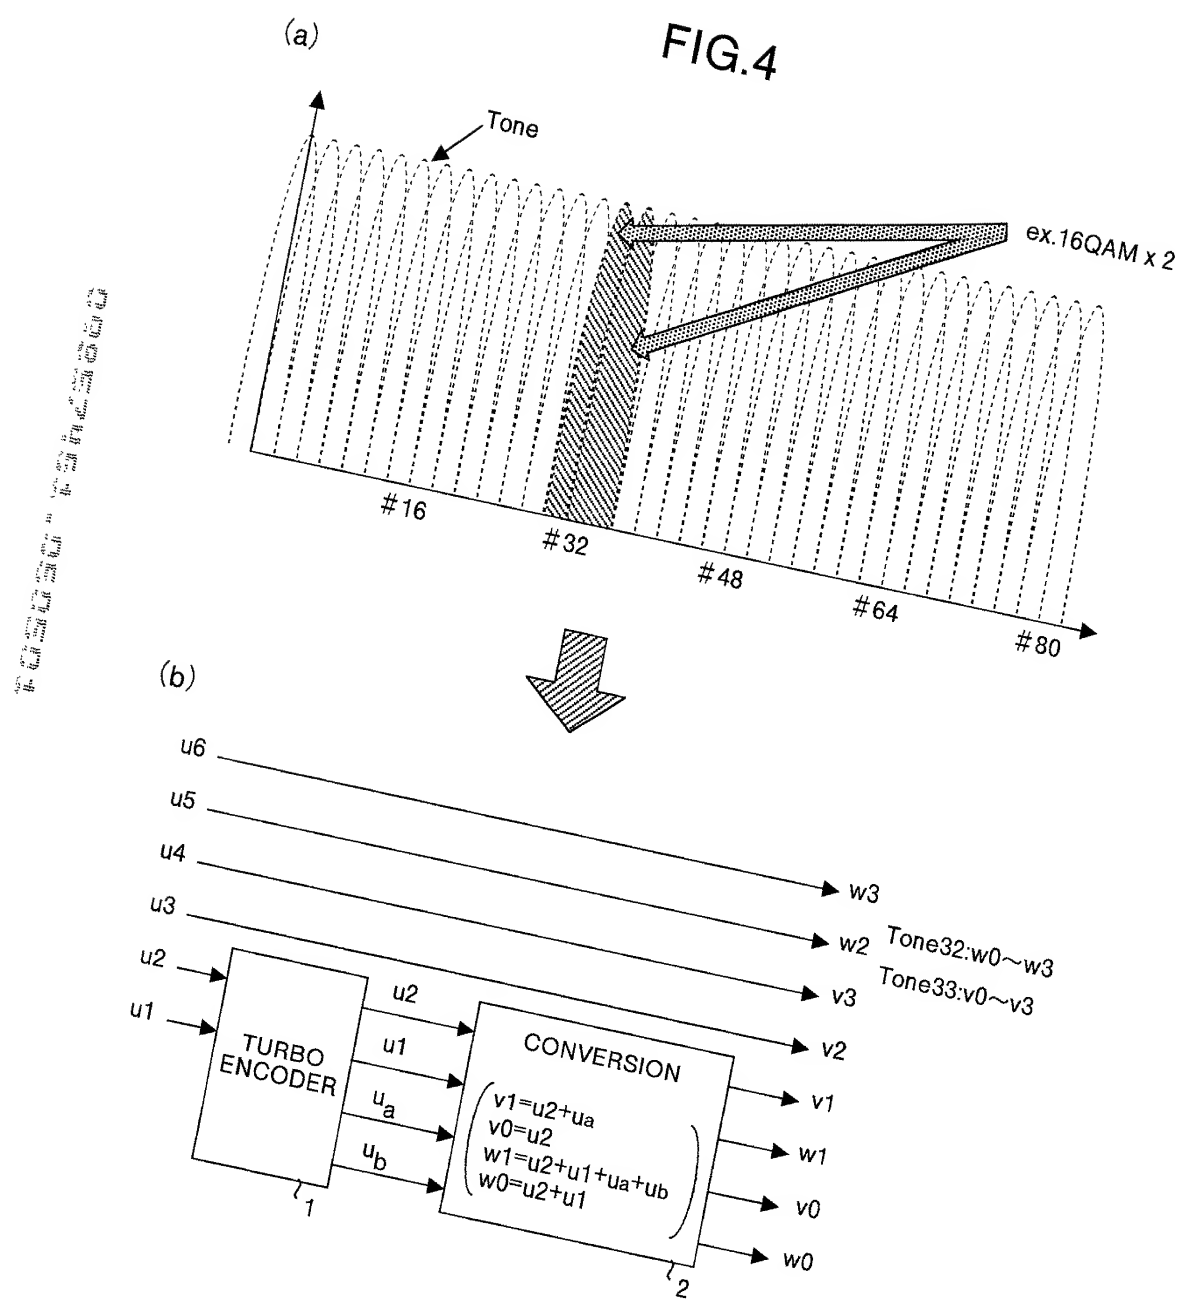 (a)
FIG.4
Tone
ex.16QAM x 2
#16
#32
#48
#64
#80
(b)
u6
u5
u4
u3
u2
u1
w3
w2 Tone32:w0～w3
v3 Tone33:v0～v3
v2
TURBO
ENCODER
1
u2
u1
ua
ub
CONVERSION
v1=u2+ua
v0=u2
w1=u2+u1+ua+ub
w0=u2+u1
2
v1
w1
v0
w0